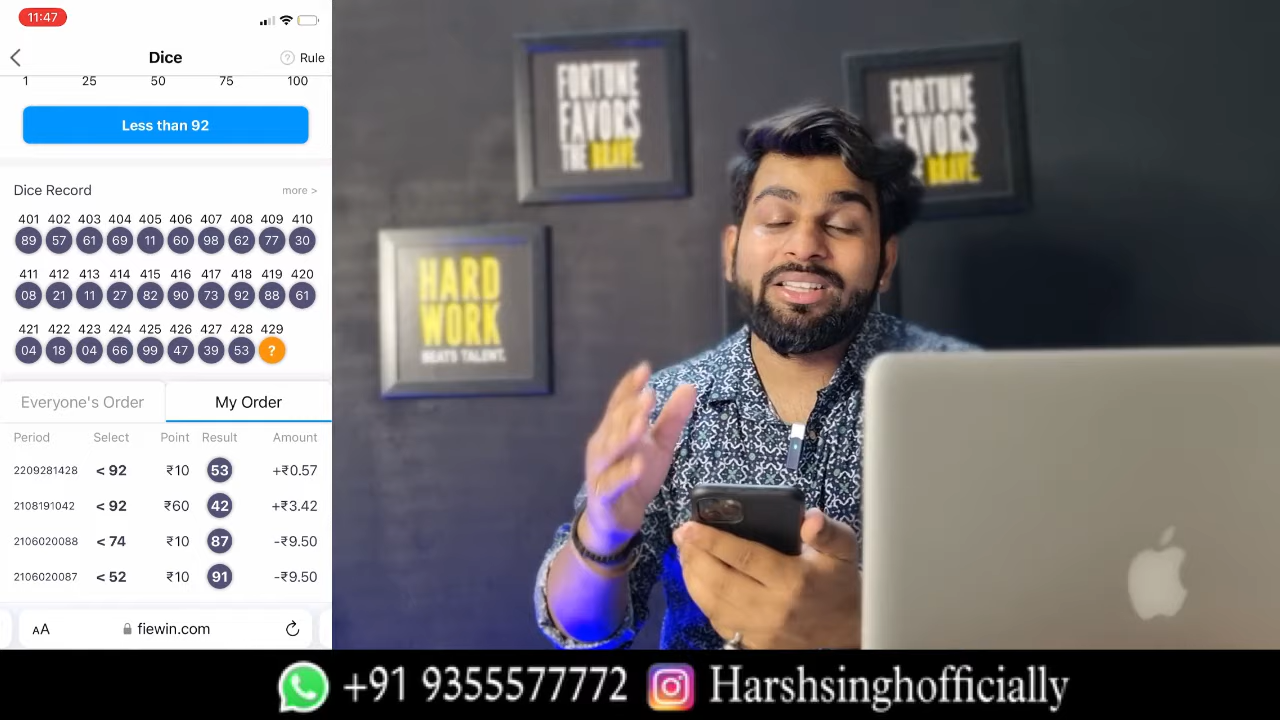 11:47
Dice
Rule
1 25 50 75 100
Less than 92
Dice Record
more >
401 402 403 404 405 406 407 408 409 410
89 57 61 69 11 60 98 62 77 30
411 412 413 414 415 416 417 418 419 420
08 21 11 27 82 90 73 92 88 61
421 422 423 424 425 426 427 428 429
04 18 04 66 99 47 39 53 ?
Everyone's Order My Order
Period Select Point Result Amount
2209281428 < 92 ₹10 53 +₹0.57
2108191042 < 92 ₹60 42 +₹3.42
2106020088 < 74 ₹10 87 -₹9.50
2106020087 < 52 ₹10 91 -₹9.50
AA fiewin.com
FORTUNE
FAVORS
THE BRAVE.
FORTUNE
FAVORS
BRAVE.
HARD
WORK
BEATS TALENT.
+91 9355577772 Harshsinghofficially